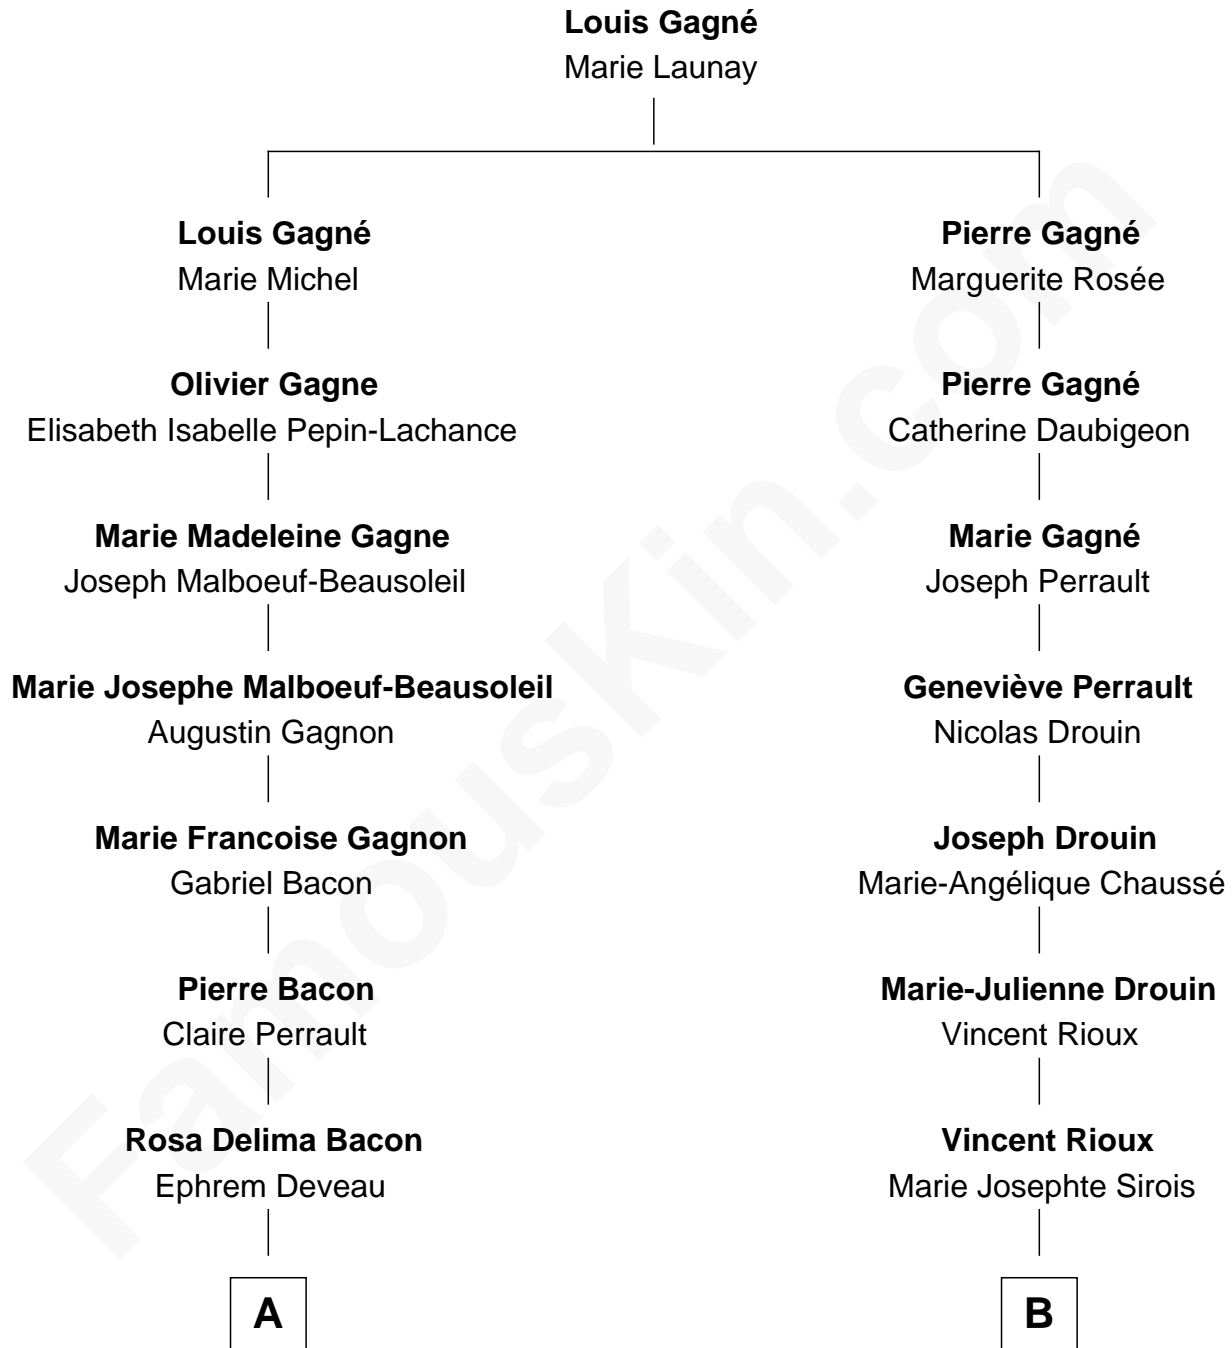 Louis Gagné
Marie Launay
Louis Gagné
Marie Michel
Olivier Gagne
Elisabeth Isabelle Pepin-Lachance
Marie Madeleine Gagne
Joseph Malboeuf-Beausoleil
Marie Josephe Malboeuf-Beausoleil
Augustin Gagnon
Marie Francoise Gagnon
Gabriel Bacon
Pierre Bacon
Claire Perrault
Rosa Delima Bacon
Ephrem Deveau
A
Pierre Gagné
Marguerite Rosée
Pierre Gagné
Catherine Daubigeon
Marie Gagné
Joseph Perrault
Geneviève Perrault
Nicolas Drouin
Joseph Drouin
Marie-Angélique Chaussé
Marie-Julienne Drouin
Vincent Rioux
Vincent Rioux
Marie Josephte Sirois
B
FamousKin.com